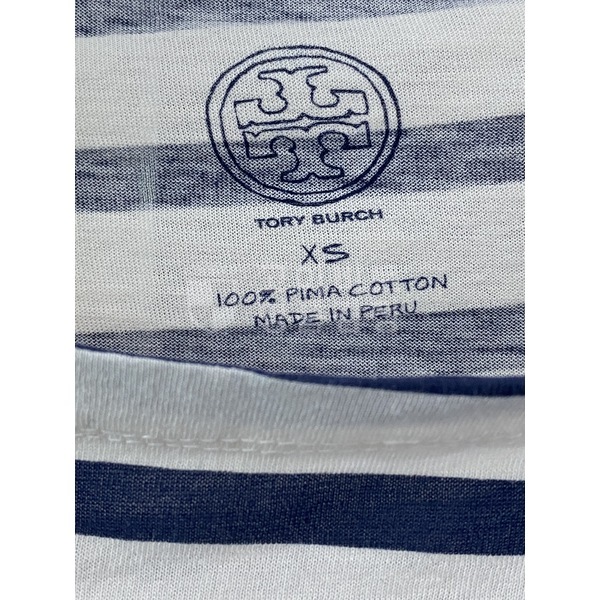 TORY BURCH
XS
100% PIMA COTTON
MADE IN PERU